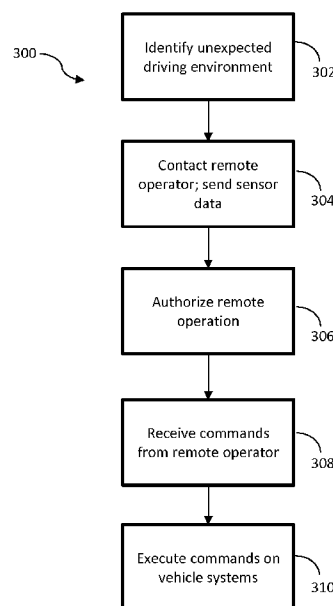 300
Identify unexpected
driving environment
302
Contact remote
operator; send sensor
data
304
Authorize remote
operation
306
Receive commands
from remote operator
308
Execute commands on
vehicle systems
310